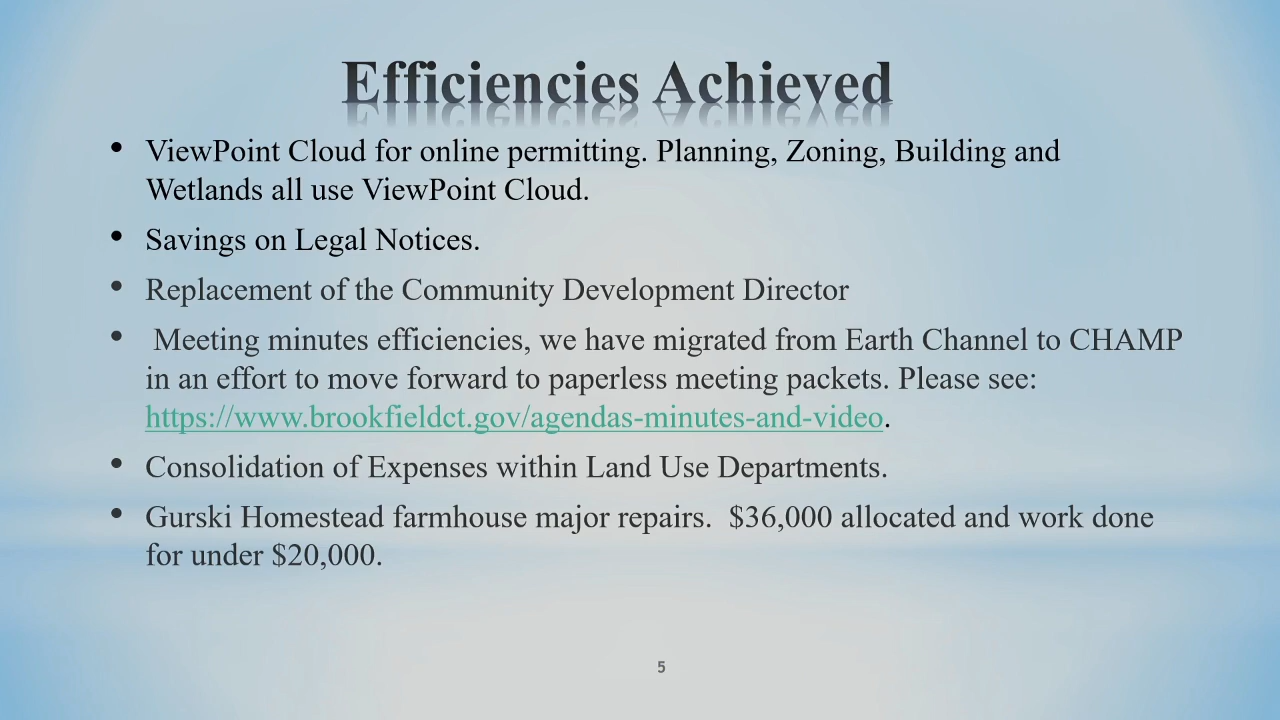 Efficiencies Achieved
• ViewPoint Cloud for online permitting. Planning, Zoning, Building and
Wetlands all use ViewPoint Cloud.
• Savings on Legal Notices.
• Replacement of the Community Development Director
• Meeting minutes efficiencies, we have migrated from Earth Channel to CHAMP
in an effort to move forward to paperless meeting packets. Please see:
https://www.brookfieldct.gov/agendas-minutes-and-video.
• Consolidation of Expenses within Land Use Departments.
• Gurski Homestead farmhouse major repairs.  $36,000 allocated and work done
for under $20,000.
5